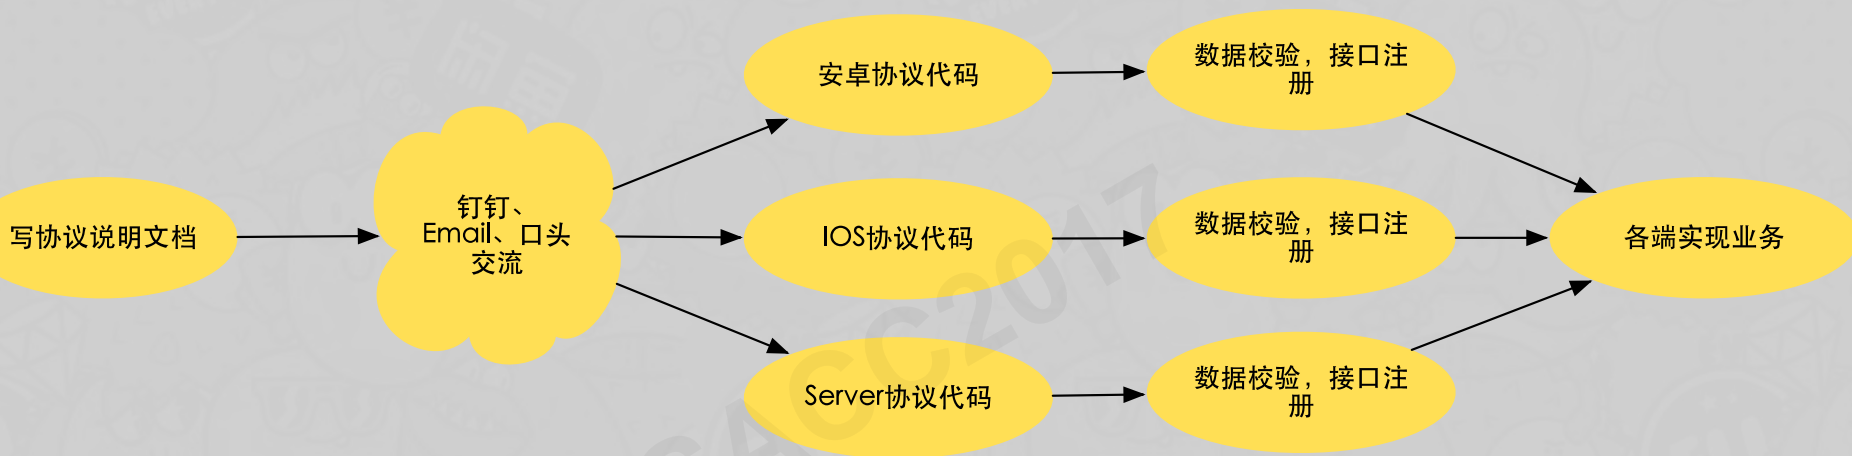 写协议说明文档
钉钉、
Email、口头
交流
安卓协议代码
数据校验，接口注
册
IOS协议代码
数据校验，接口注
册
Server协议代码
数据校验，接口注
册
各端实现业务
SACC2017